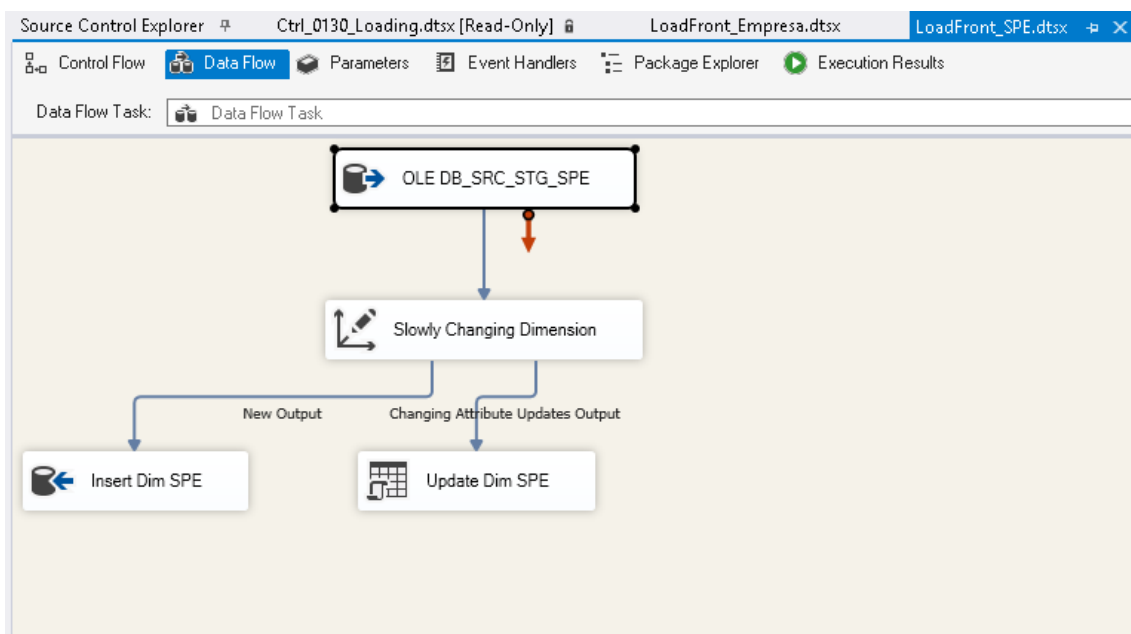 Source Control Explorer Ctrl_0130_Loading.dtsx [Read-Only] LoadFront_Empresa.dtsx LoadFront_SPE.dtsx
Control Flow Data Flow Parameters Event Handlers Package Explorer Execution Results
Data Flow Task: Data Flow Task
OLE DB_SRC_STG_SPE
Slowly Changing Dimension
New Output Changing Attribute Updates Output
Insert Dim SPE Update Dim SPE